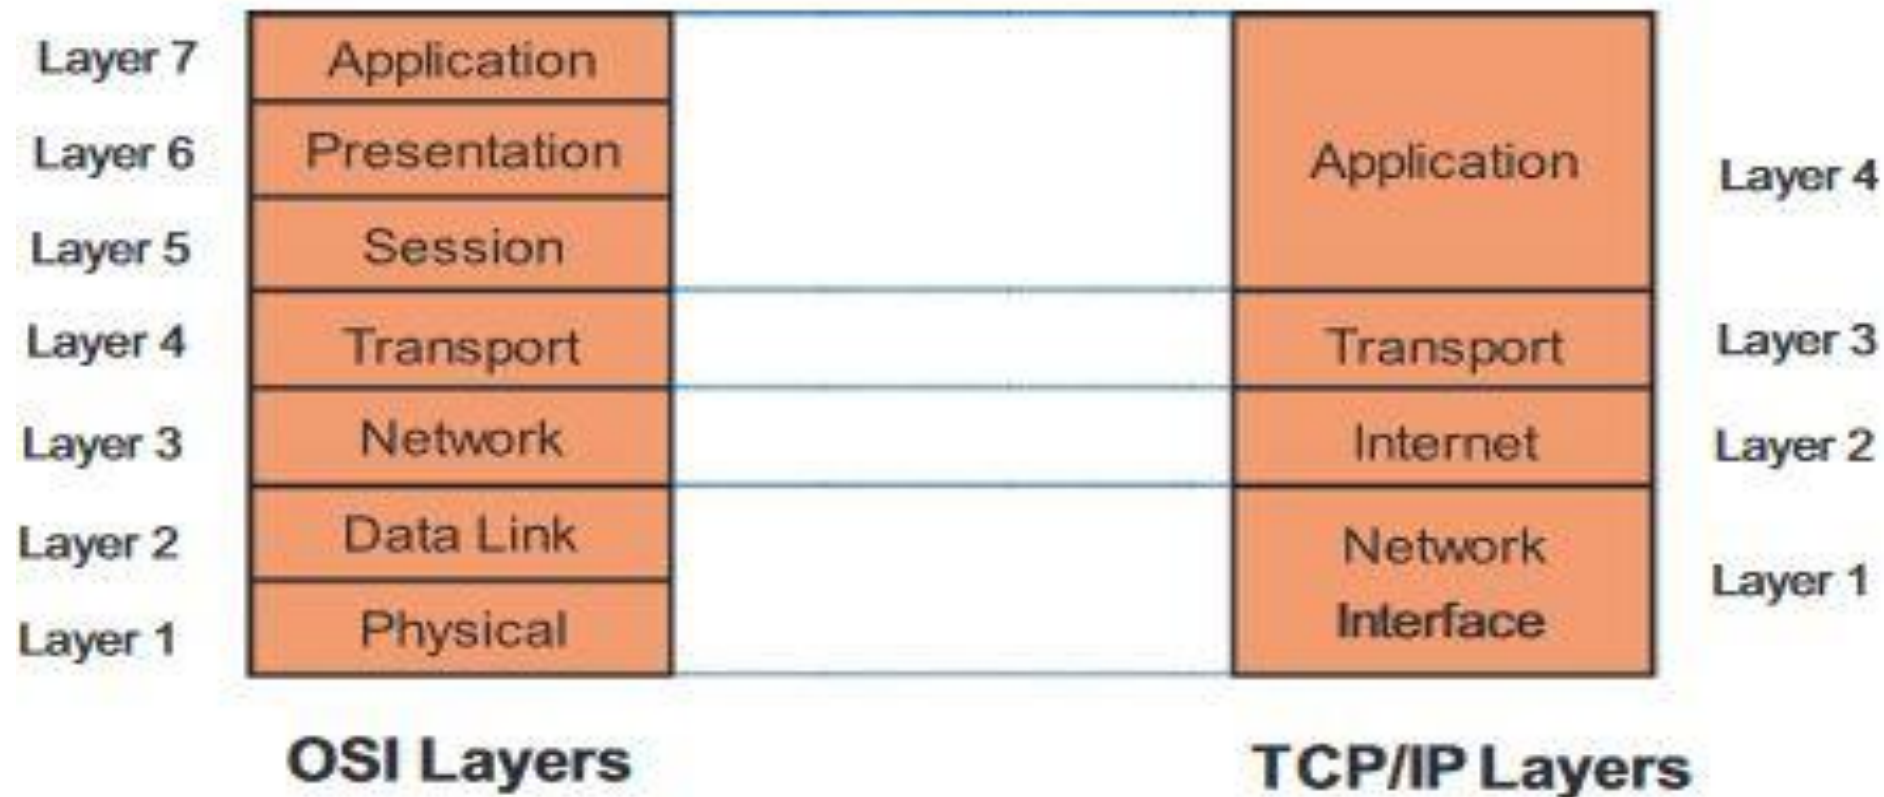 Layer 7
Application
Layer 6
Presentation
Layer 5
Session
Layer 4
Transport
Layer 3
Network
Layer 2
Data Link
Layer 1
Physical
OSI Layers
Application
Layer 4
Transport
Layer 3
Internet
Layer 2
Network
Interface
Layer 1
TCP/IP Layers